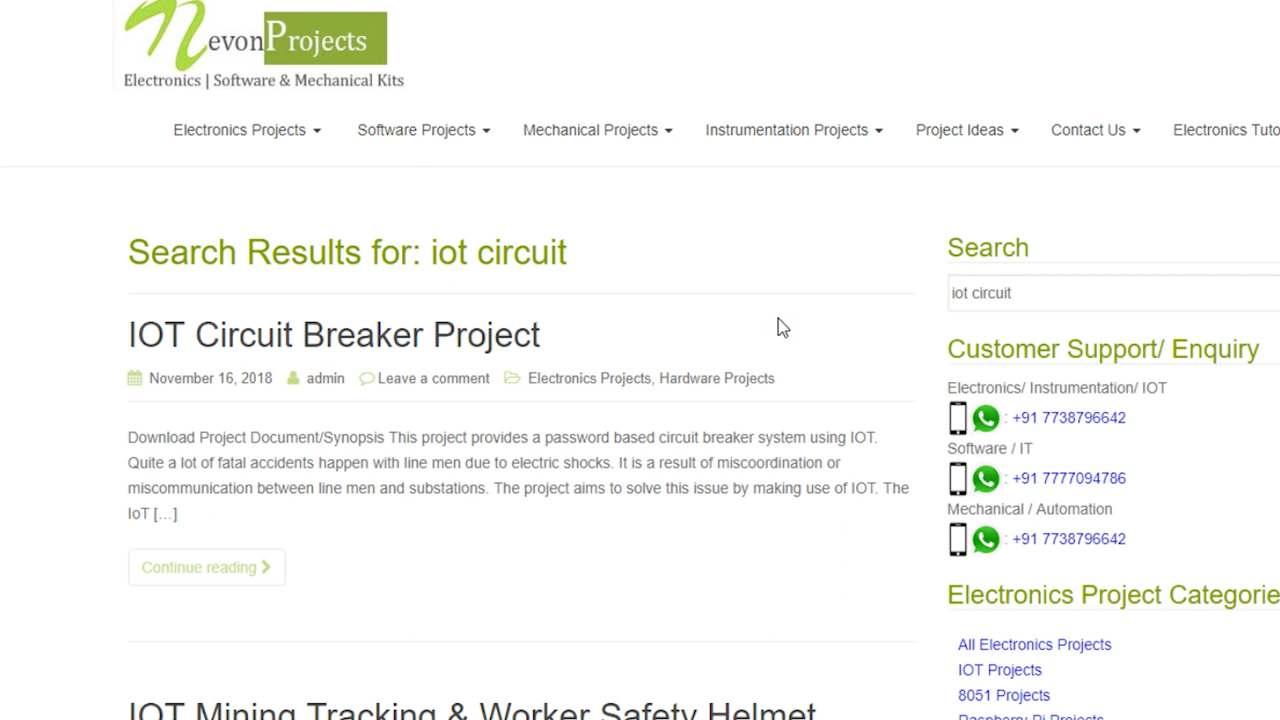 evonProjects
Electronics | Software & Mechanical Kits
Electronics Projects Software Projects Mechanical Projects Instrumentation Projects Project Ideas Contact Us Electronics Tuto
Search Results for: iot circuit
IOT Circuit Breaker Project
November 16, 2018 admin Leave a comment Electronics Projects, Hardware Projects
Download Project Document/Synopsis This project provides a password based circuit breaker system using IOT.
Quite a lot of fatal accidents happen with line men due to electric shocks. It is a result of miscoordination or
miscommunication between line men and substations. The project aims to solve this issue by making use of IOT. The
IoT […]
Continue reading
IOT Mining Tracking & Worker Safety Helmet
Search
iot circuit
Customer Support/ Enquiry
Electronics/ Instrumentation/ IOT
: +91 7738796642
Software / IT
: +91 7777094786
Mechanical / Automation
: +91 7738796642
Electronics Project Categorie
All Electronics Projects
IOT Projects
8051 Projects
Raspberry Pi Projects